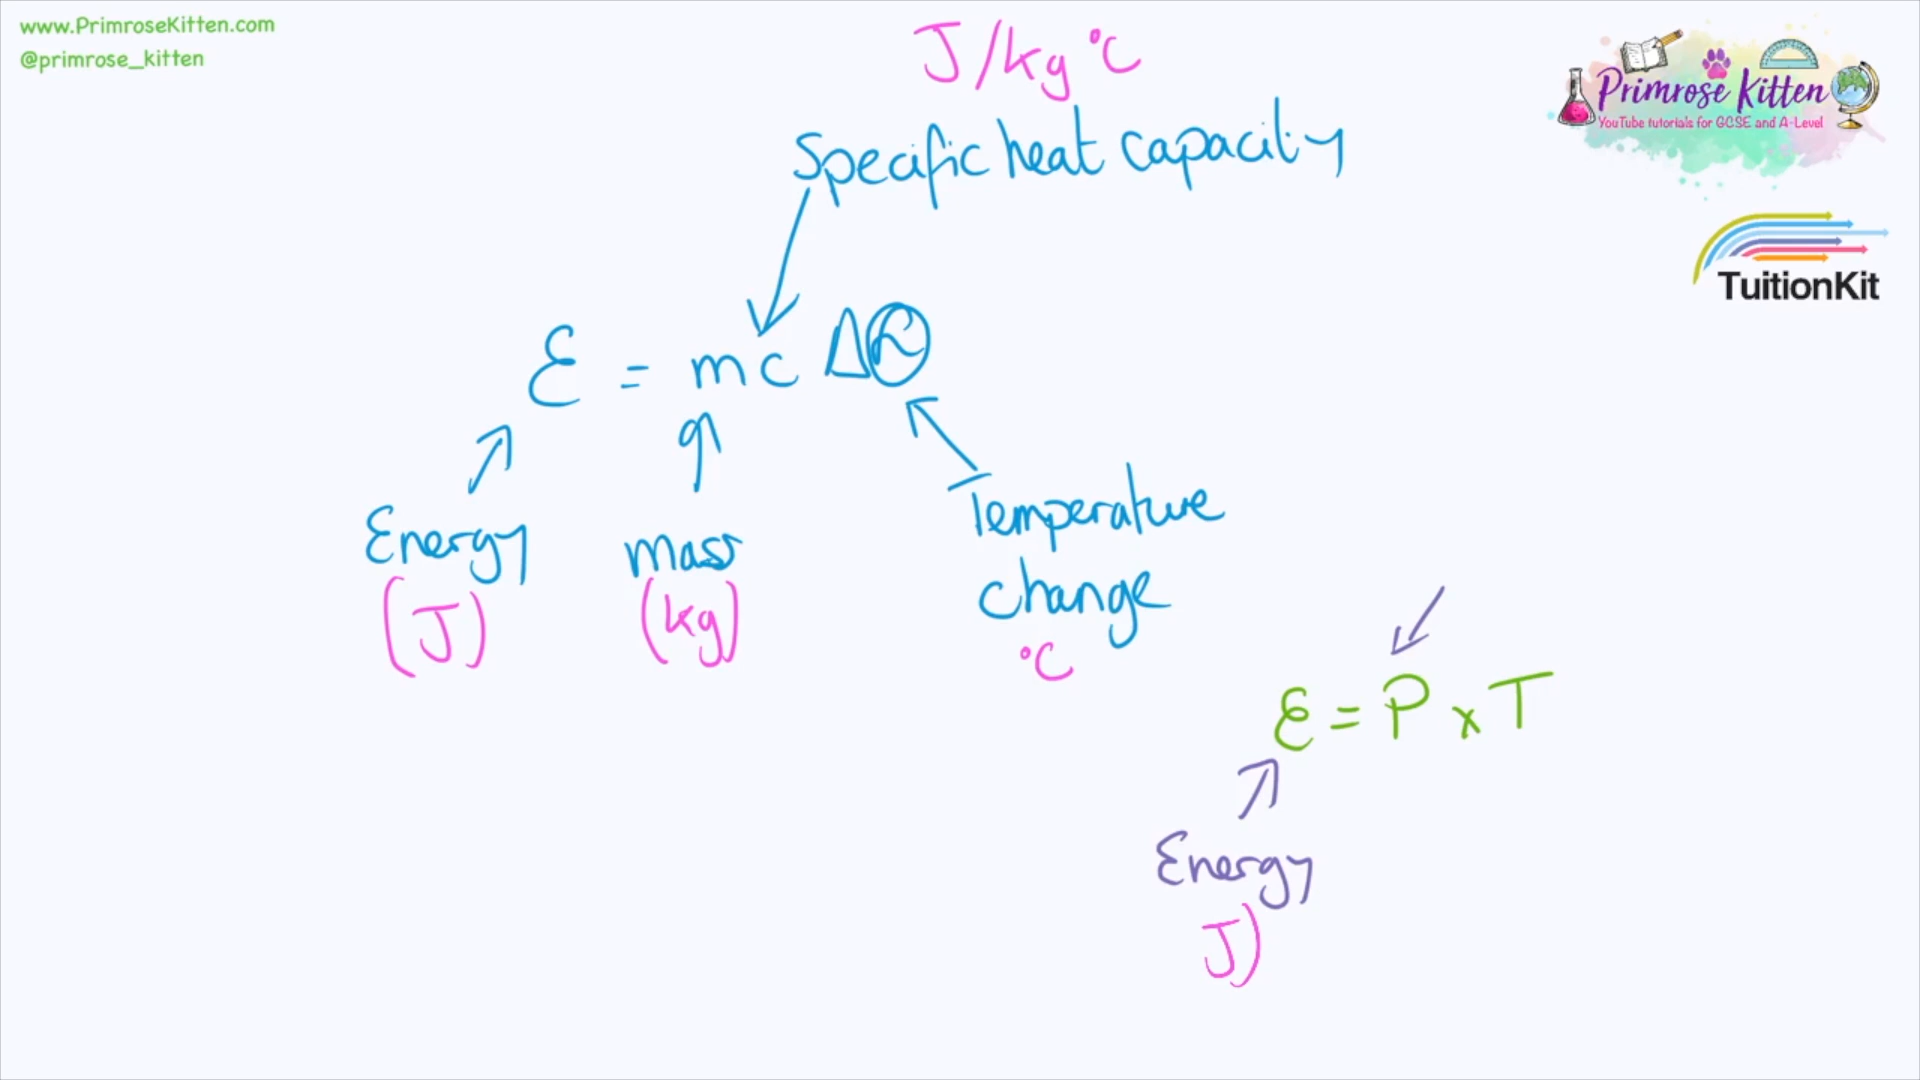 www.PrimroseKitten.com
@primrose_kitten
J/kg°C
Primrose Kitten
YouTube tutorials for GCSE and A-Level
Specific heat capacity
TuitionKit
E = mc Δ
Energy
(J)
mass
(kg)
Temperature
change
°C
E = P x T
Energy
J)